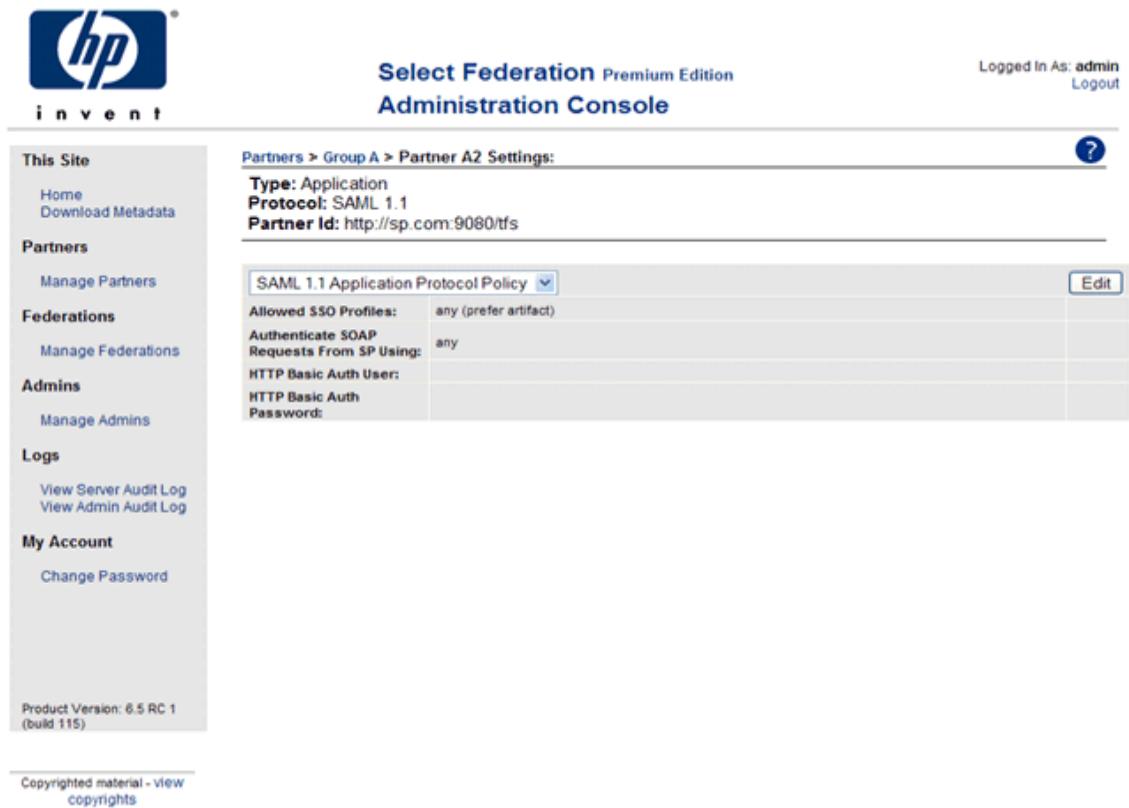 hp
invent
Select Federation Premium Edition
Administration Console
Logged In As: admin
Logout
This Site
Home
Download Metadata
Partners
Manage Partners
Federations
Manage Federations
Admins
Manage Admins
Logs
View Server Audit Log
View Admin Audit Log
My Account
Change Password
Product Version: 6.5 RC 1
(build 115)
Copyrighted material - view
copyrights
Partners > Group A > Partner A2 Settings:
?
Type: Application
Protocol: SAML 1.1
Partner Id: http://sp.com:9080/tfs
SAML 1.1 Application Protocol Policy
Edit
Allowed SSO Profiles: any (prefer artifact)
Authenticate SOAP
Requests From SP Using: any
HTTP Basic Auth User:
HTTP Basic Auth
Password: